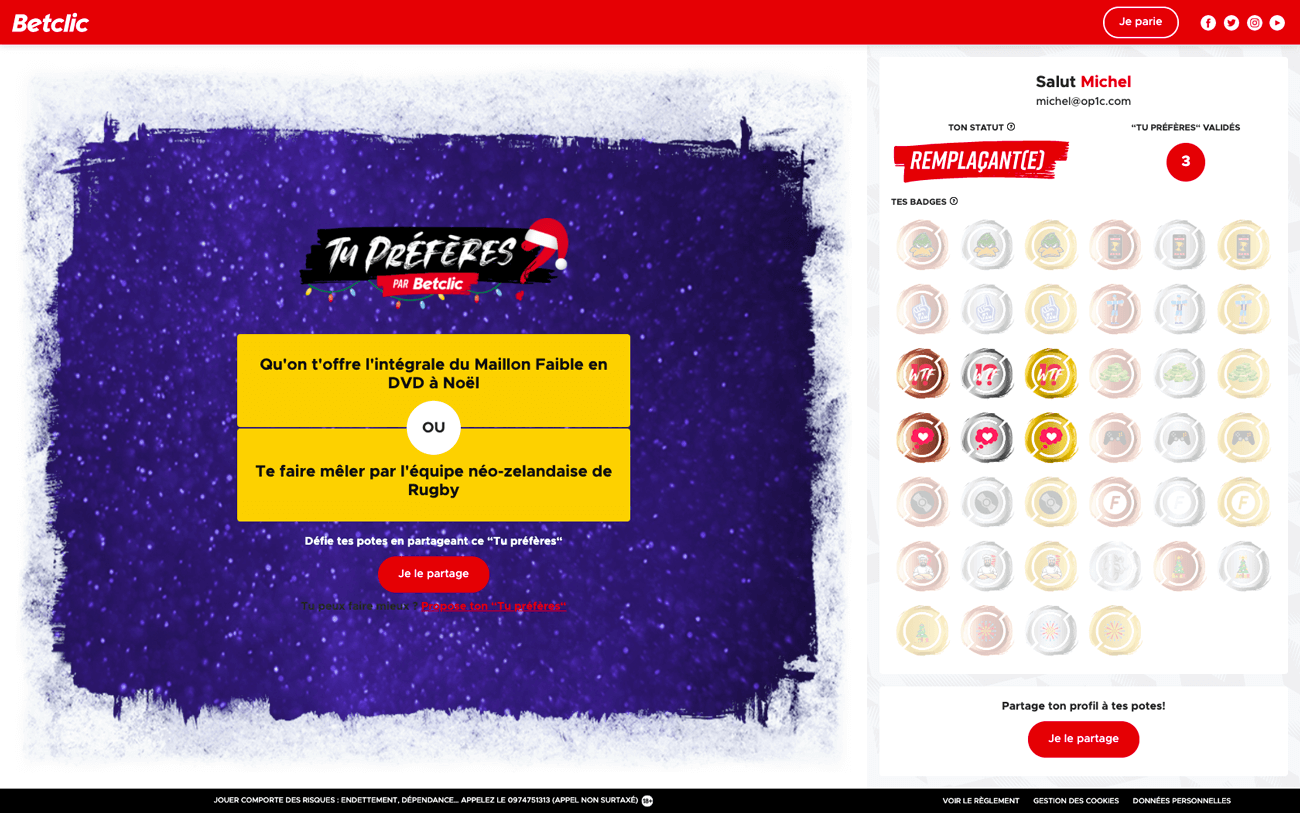 Betclic
Je parie
Tu Préfères ?
PAR Betclic
Qu'on t'offre l'intégrale du Maillon Faible en
DVD à Noël
OU
Te faire mêler par l'équipe néo-zelandaise de
Rugby
Défie tes potes en partageant ce "Tu préfères"
Je le partage
Tu peux faire mieux ? Propose ton "Tu préfères"
Salut Michel
michel@op1c.com
TON STATUT
REMPLAÇANT(E)
"TU PRÉFÈRES" VALIDÉS
3
TES BADGES
WTF
WTF
F
F
F
Partage ton profil à tes potes!
Je le partage
JOUER COMPORTE DES RISQUES : ENDETTEMENT, DÉPENDANCE... APPELEZ LE 0974751313 (APPEL NON SURTAXÉ) 18+
VOIR LE RÈGLEMENT
GESTION DES COOKIES
DONNÉES PERSONNELLES